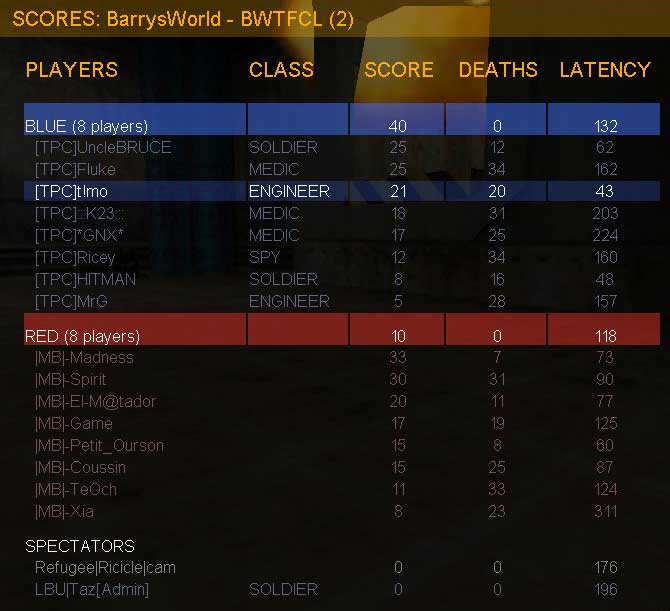 SCORES: BarrysWorld - BWTFCL (2)
PLAYERS CLASS SCORE DEATHS LATENCY
BLUE (8 players) 40 0 132
[TPC]UncleBRUCE SOLDIER 25 12 62
[TPC]Fluke MEDIC 25 34 162
[TPC]t!mo ENGINEER 21 20 43
[TPC]:::K23::: MEDIC 18 31 203
[TPC]*GNX* MEDIC 17 25 224
[TPC]Ricey SPY 12 34 160
[TPC]HITMAN SOLDIER 8 16 48
[TPC]MrG ENGINEER 5 28 157
RED (8 players) 10 0 118
|MB|-Madness 33 7 73
|MB|-Spirit 30 31 90
|MB|-El-M@tador 20 11 77
|MB|-Game 17 19 125
|MB|-Petit_Ourson 15 8 60
|MB|-Coussin 15 25 87
|MB|-TeOch 11 33 124
|MB|-Xia 8 23 311
SPECTATORS
Refugee|Ricicle|cam 0 0 176
LBU|Taz[Admin] SOLDIER 0 0 196